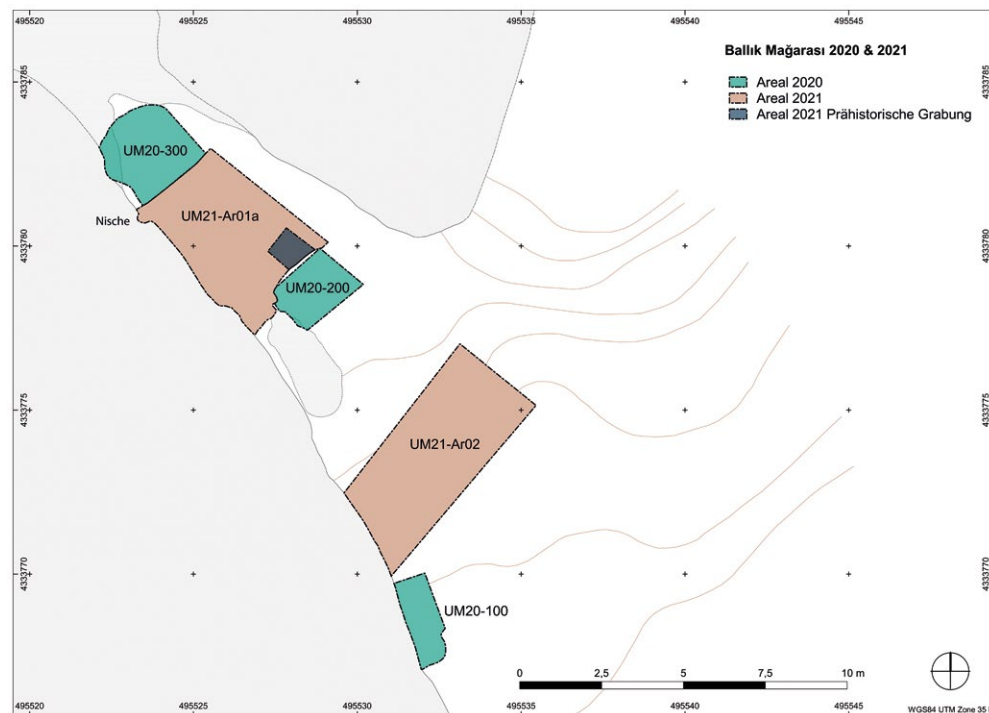 495520 495525 495530 495535 495540 495545
Ballık Mağarası 2020 & 2021
Areal 2020
Areal 2021
Areal 2021 Prähistorische Grabung
4333785 4333785
UM20-300
UM21-Ar01a
Nische
4333780 4333780
UM20-200
4333775 4333775
UM21-Ar02
4333770 4333770
UM20-100
0 2,5 5 7,5 10 m
WGS84 UTM Zone 35
495520 495525 495530 495535 495540 495545